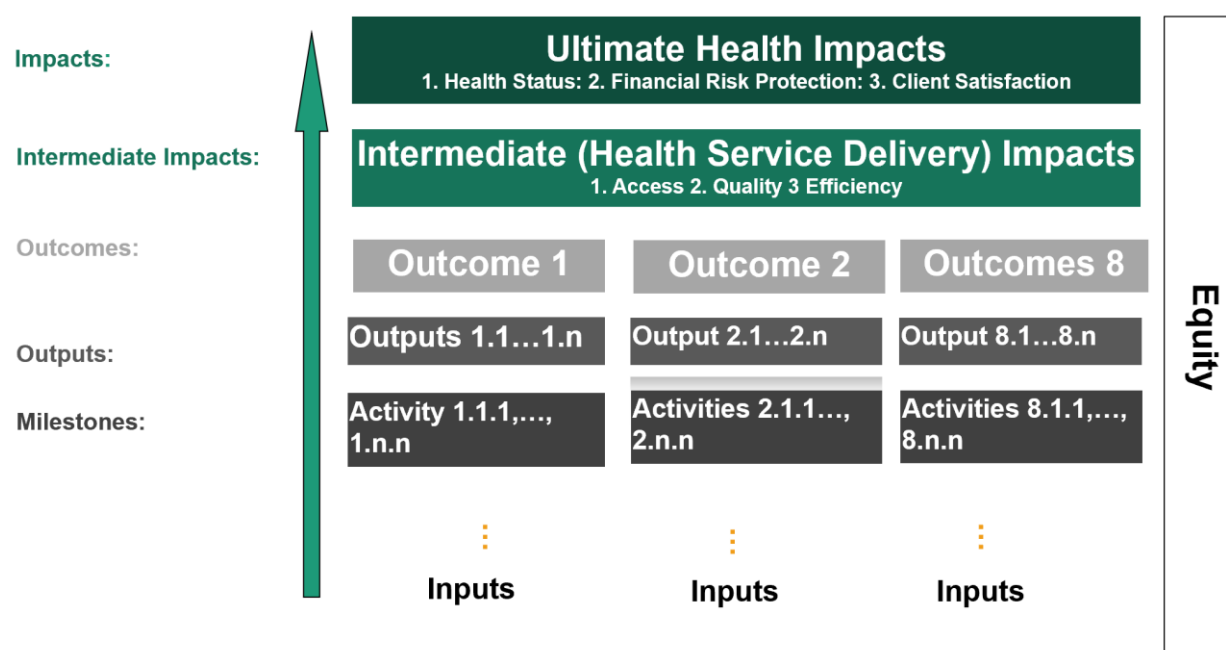 Impacts:
Ultimate Health Impacts
1. Health Status: 2. Financial Risk Protection: 3. Client Satisfaction
Intermediate Impacts:
Intermediate (Health Service Delivery) Impacts
1. Access 2. Quality 3 Efficiency
Outcomes:
Outcome 1
Outcome 2
Outcomes 8
Outputs:
Outputs 1.1...1.n
Output 2.1...2.n
Output 8.1...8.n
Milestones:
Activity 1.1.1,...,
1.n.n
Activities 2.1.1...,
2.n.n
Activities 8.1.1,...,
8.n.n
Inputs
Inputs
Inputs
Equity